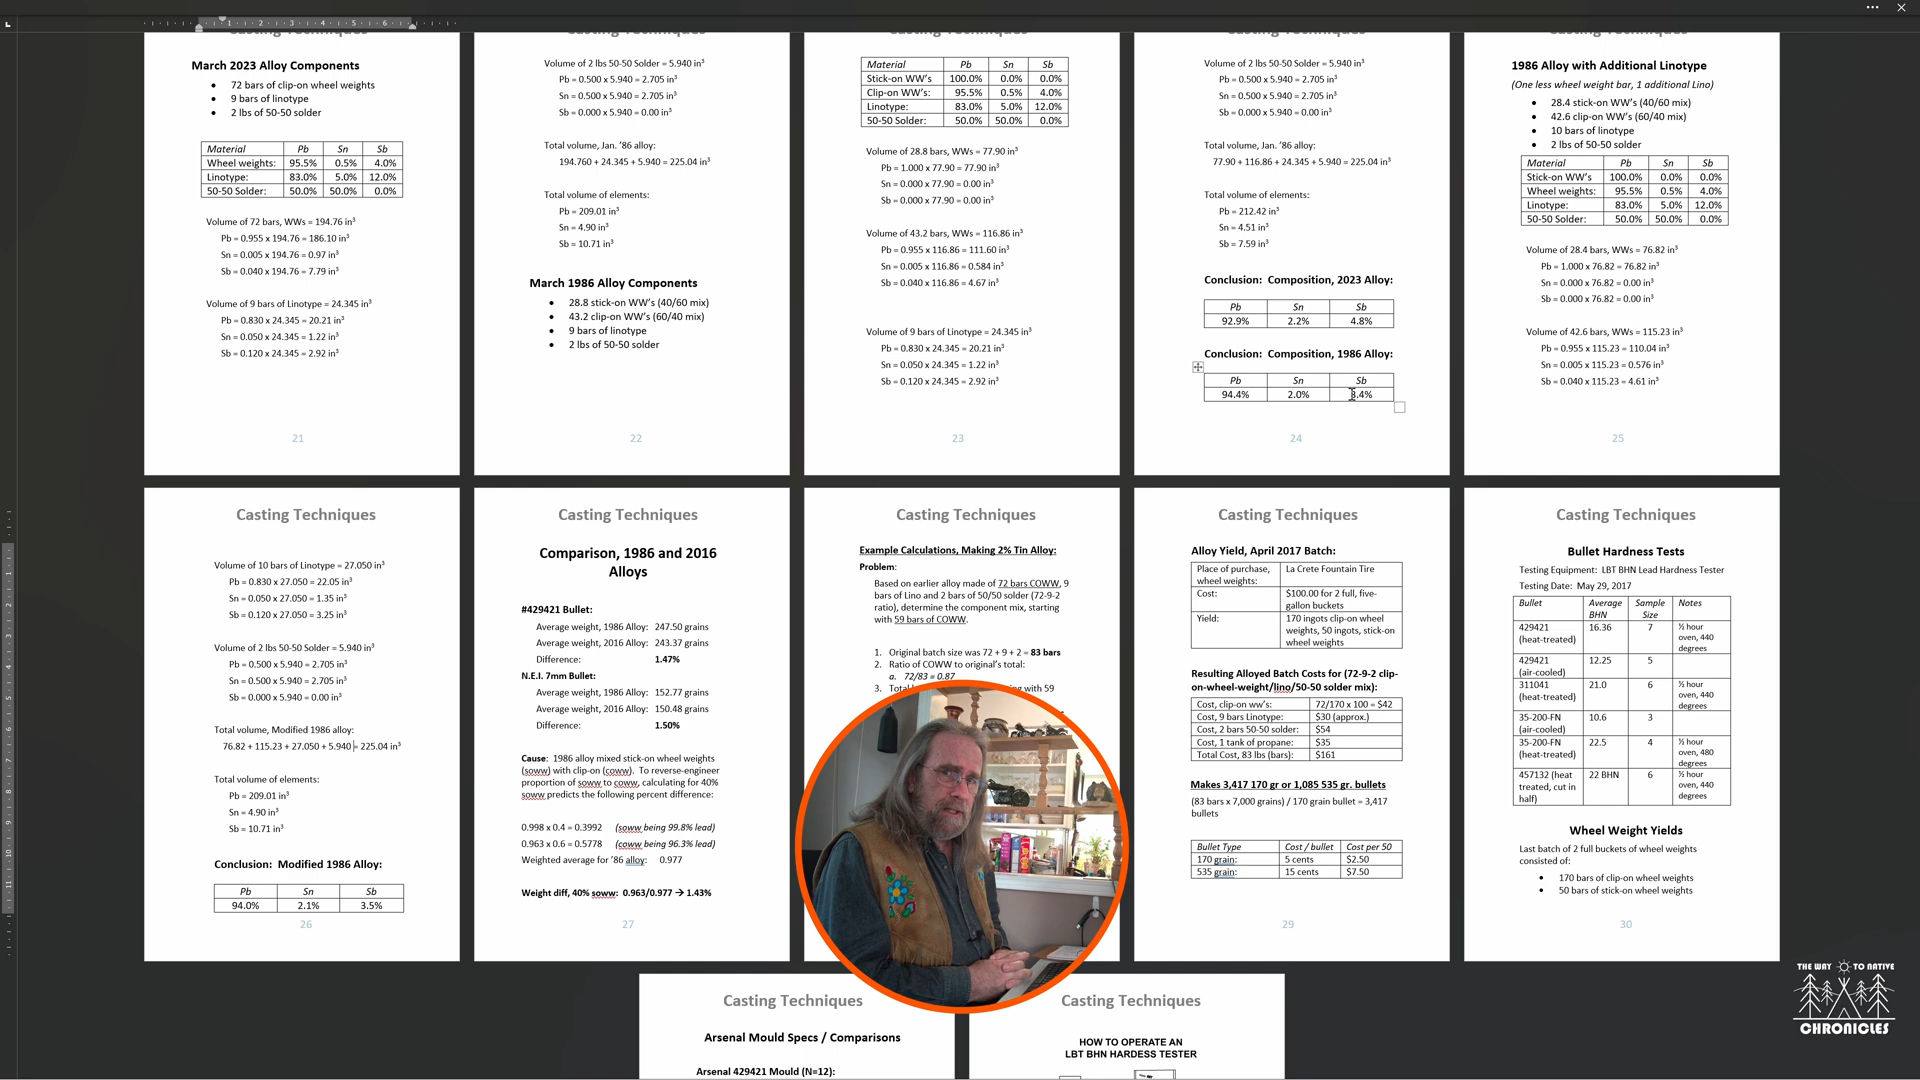 1 2 3 4 5 6
Casting Techniques
March 2023 Alloy Components
• 72 bars of clip-on wheel weights
• 9 bars of linotype
• 2 lbs of 50-50 solder
Material Pb Sn Sb
Wheel weights: 95.5% 0.5% 4.0%
Linotype: 83.0% 5.0% 12.0%
50-50 Solder: 50.0% 50.0% 0.0%
Volume of 72 bars, WWs = 194.76 in³
Pb = 0.955 x 194.76 = 186.10 in³
Sn = 0.005 x 194.76 = 0.97 in³
Sb = 0.040 x 194.76 = 7.79 in³
Volume of 9 bars of Linotype = 24.345 in³
Pb = 0.830 x 24.345 = 20.21 in³
Sn = 0.050 x 24.345 = 1.22 in³
Sb = 0.120 x 24.345 = 2.92 in³
21
Casting Techniques
Volume of 2 lbs 50-50 Solder = 5.940 in³
Pb = 0.500 x 5.940 = 2.705 in³
Sn = 0.500 x 5.940 = 2.705 in³
Sb = 0.000 x 5.940 = 0.00 in³
Total volume, Jan. ’86 alloy:
194.760 + 24.345 + 5.940 = 225.04 in³
Total volume of elements:
Pb = 209.01 in³
Sn = 4.90 in³
Sb = 10.71 in³
March 1986 Alloy Components
• 28.8 stick-on WW’s (40/60 mix)
• 43.2 clip-on WW’s (60/40 mix)
• 9 bars of linotype
• 2 lbs of 50-50 solder
22
Casting Techniques
Material Pb Sn Sb
Stick-on WW’s 100.0% 0.0% 0.0%
Clip-on WW’s: 95.5% 0.5% 4.0%
Linotype: 83.0% 5.0% 12.0%
50-50 Solder: 50.0% 50.0% 0.0%
Volume of 28.8 bars, WWs = 77.90 in³
Pb = 1.000 x 77.90 = 77.90 in³
Sn = 0.000 x 77.90 = 0.00 in³
Sb = 0.000 x 77.90 = 0.00 in³
Volume of 43.2 bars, WWs = 116.86 in³
Pb = 0.955 x 116.86 = 111.60 in³
Sn = 0.005 x 116.86 = 0.584 in³
Sb = 0.040 x 116.86 = 4.67 in³
Volume of 9 bars of Linotype = 24.345 in³
Pb = 0.830 x 24.345 = 20.21 in³
Sn = 0.050 x 24.345 = 1.22 in³
Sb = 0.120 x 24.345 = 2.92 in³
23
Casting Techniques
Volume of 2 lbs 50-50 Solder = 5.940 in³
Pb = 0.500 x 5.940 = 2.705 in³
Sn = 0.500 x 5.940 = 2.705 in³
Sb = 0.000 x 5.940 = 0.00 in³
Total volume, Jan. ’86 alloy:
77.90 + 116.86 + 24.345 + 5.940 = 225.04 in³
Total volume of elements:
Pb = 212.42 in³
Sn = 4.51 in³
Sb = 7.59 in³
Conclusion: Composition, 2023 Alloy:
Pb Sn Sb
92.9% 2.2% 4.8%
Conclusion: Composition, 1986 Alloy:
Pb Sn Sb
94.4% 2.0% 3.4%
24
Casting Techniques
1986 Alloy with Additional Linotype
(One less wheel weight bar, 1 additional Lino)
• 28.4 stick-on WW’s (40/60 mix)
• 42.6 clip-on WW’s (60/40 mix)
• 10 bars of linotype
• 2 lbs of 50-50 solder
Material Pb Sn Sb
Stick-on WW’s 100.0% 0.0% 0.0%
Wheel weights: 95.5% 0.5% 4.0%
Linotype: 83.0% 5.0% 12.0%
50-50 Solder: 50.0% 50.0% 0.0%
Volume of 28.4 bars, WWs = 76.82 in³
Pb = 1.000 x 76.82 = 76.82 in³
Sn = 0.000 x 76.82 = 0.00 in³
Sb = 0.000 x 76.82 = 0.00 in³
Volume of 42.6 bars, WWs = 115.23 in³
Pb = 0.955 x 115.23 = 110.04 in³
Sn = 0.005 x 115.23 = 0.576 in³
Sb = 0.040 x 115.23 = 4.61 in³
25
Casting Techniques
Volume of 10 bars of Linotype = 27.050 in³
Pb = 0.830 x 27.050 = 22.05 in³
Sn = 0.050 x 27.050 = 1.35 in³
Sb = 0.120 x 27.050 = 3.25 in³
Volume of 2 lbs 50-50 Solder = 5.940 in³
Pb = 0.500 x 5.940 = 2.705 in³
Sn = 0.500 x 5.940 = 2.705 in³
Sb = 0.000 x 5.940 = 0.00 in³
Total volume, Modified 1986 alloy:
76.82 + 115.23 + 27.050 + 5.940 = 225.04 in³
Total volume of elements:
Pb = 209.01 in³
Sn = 4.90 in³
Sb = 10.71 in³
Conclusion: Modified 1986 Alloy:
Pb Sn Sb
94.0% 2.1% 3.5%
26
Casting Techniques
Comparison, 1986 and 2016
Alloys
#429421 Bullet:
Average weight, 1986 Alloy: 247.50 grains
Average weight, 2016 Alloy: 243.37 grains
Difference: 1.47%
N.E.I. 7mm Bullet:
Average weight, 1986 Alloy: 152.77 grains
Average weight, 2016 Alloy: 150.48 grains
Difference: 1.50%
Cause: 1986 alloy mixed stick-on wheel weights
(soww) with clip-on (coww). To reverse-engineer
proportion of soww to coww, calculating for 40%
soww predicts the following percent difference:
0.998 x 0.4 = 0.3992 (soww being 99.8% lead)
0.963 x 0.6 = 0.5778 (coww being 96.3% lead)
Weighted average for ’86 alloy: 0.977
Weight diff, 40% soww: 0.963/0.977 → 1.43%
27
Casting Techniques
Example Calculations, Making 2% Tin Alloy:
Problem:
Based on earlier alloy made of 72 bars COWW, 9
bars of Lino and 2 bars of 50/50 solder (72-9-2
ratio), determine the component mix, starting
with 59 bars of COWW.
1. Original batch size was 72 + 9 + 2 = 83 bars
2. Ratio of COWW to original’s total:
a. 72/83 = 0.87
3. Total with 59
Casting Techniques
Alloy Yield, April 2017 Batch:
Place of purchase, wheel weights: La Crete Fountain Tire
Cost: $100.00 for 2 full, five-gallon buckets
Yield: 170 ingots clip-on wheel weights, 50 ingots, stick-on wheel weights
Resulting Alloyed Batch Costs for (72-9-2 clip-
on-wheel-weight/lino/50-50 solder mix):
Cost, clip-on ww’s: 72/170 x 100 = $42
Cost, 9 bars Linotype: $30 (approx.)
Cost, 2 bars 50-50 solder: $54
Cost, 1 tank of propane: $35
Total Cost, 83 lbs (bars): $161
Makes 3,417 170 gr or 1,085 535 gr. bullets
(83 bars x 7,000 grains) / 170 grain bullet = 3,417
bullets
Bullet Type Cost / bullet Cost per 50
170 grain: 5 cents $2.50
535 grain: 15 cents $7.50
29
Casting Techniques
Bullet Hardness Tests
Testing Equipment: LBT BHN Lead Hardness Tester
Testing Date: May 29, 2017
Bullet Average BHN Sample Size Notes
429421 (heat-treated) 16.36 7 ½ hour oven, 440 degrees
429421 (air-cooled) 12.25 5
311041 (heat-treated) 21.0 6 ½ hour oven, 440 degrees
35-200-FN (air-cooled) 10.6 3
35-200-FN (heat-treated) 22.5 4 ½ hour oven, 480 degrees
457132 (heat treated, cut in half) 22 BHN 6 ½ hour oven, 440 degrees
Wheel Weight Yields
Last batch of 2 full buckets of wheel weights
consisted of:
• 170 bars of clip-on wheel weights
• 50 bars of stick-on wheel weights
30
Casting Techniques
Arsenal Mould Specs / Comparisons
Arsenal 429421 Mould (N=12):
Casting Techniques
HOW TO OPERATE AN
LBT BHN HARDESS TESTER
THE WAY TO NATIVE
CHRONICLES